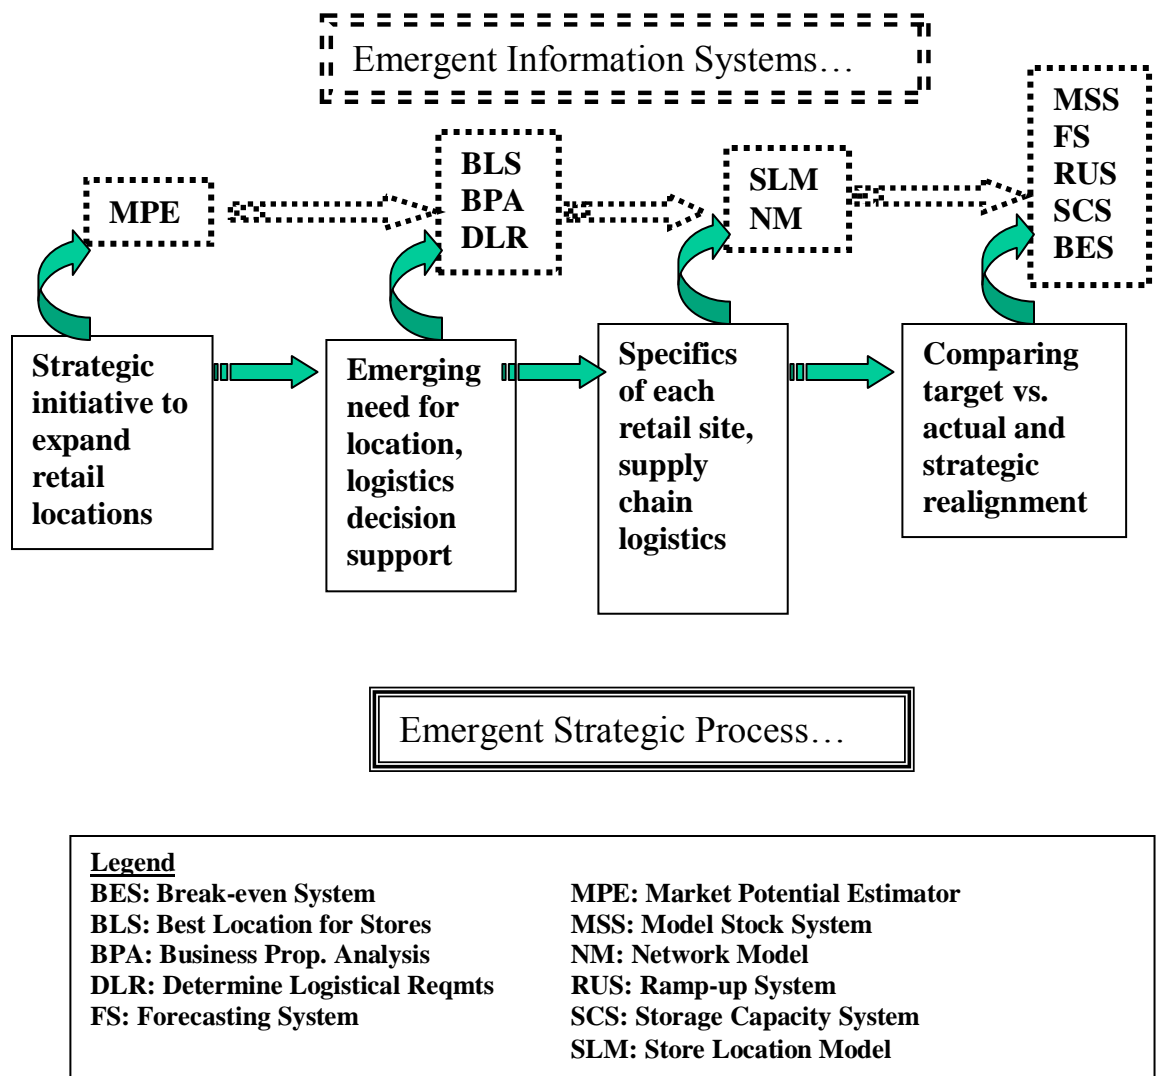 Emergent Information Systems…
MPE
BLS
BPA
DLR
SLM
NM
MSS
FS
RUS
SCS
BES
Strategic
initiative to
expand
retail
locations
Emerging
need for
location,
logistics
decision
support
Specifics
of each
retail site,
supply
chain
logistics
Comparing
target vs.
actual and
strategic
realignment
Emergent Strategic Process…
Legend
BES: Break-even System
BLS: Best Location for Stores
BPA: Business Prop. Analysis
DLR: Determine Logistical Reqmts
FS: Forecasting System
MPE: Market Potential Estimator
MSS: Model Stock System
NM: Network Model
RUS: Ramp-up System
SCS: Storage Capacity System
SLM: Store Location Model